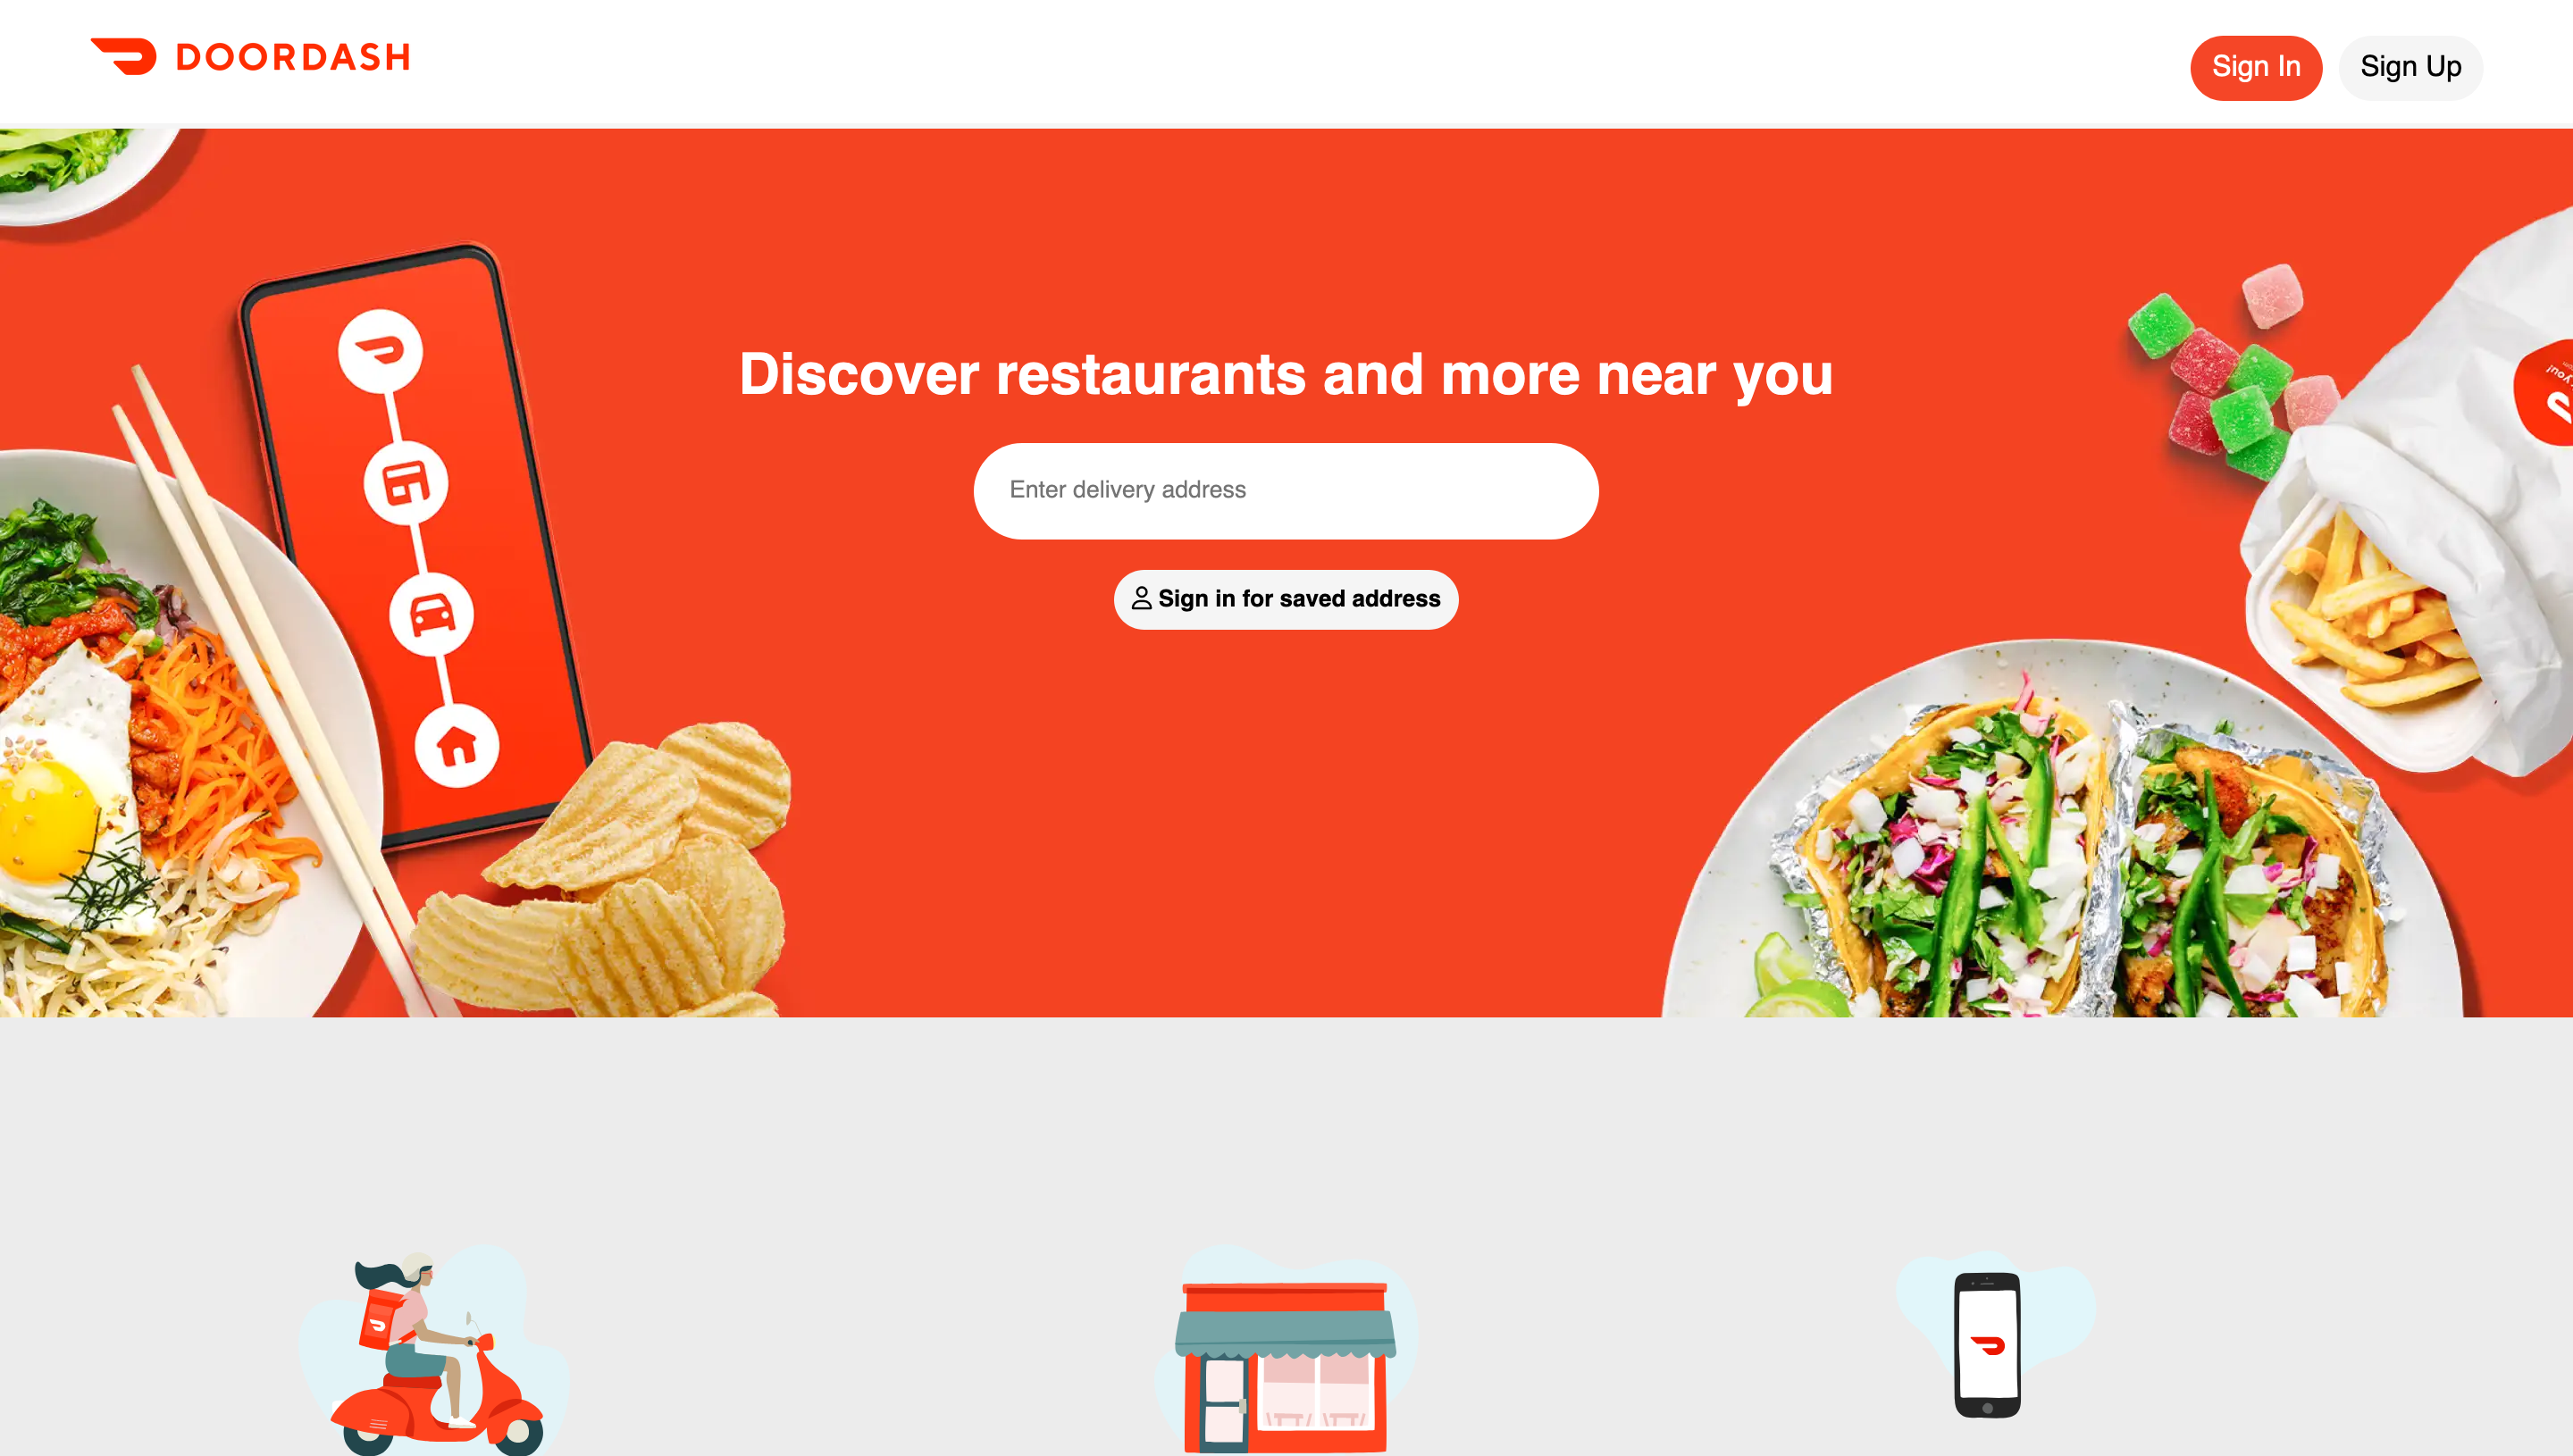 DOORDASH
Sign In
Sign Up
Discover restaurants and more near you
Enter delivery address
Sign in for saved address
you!